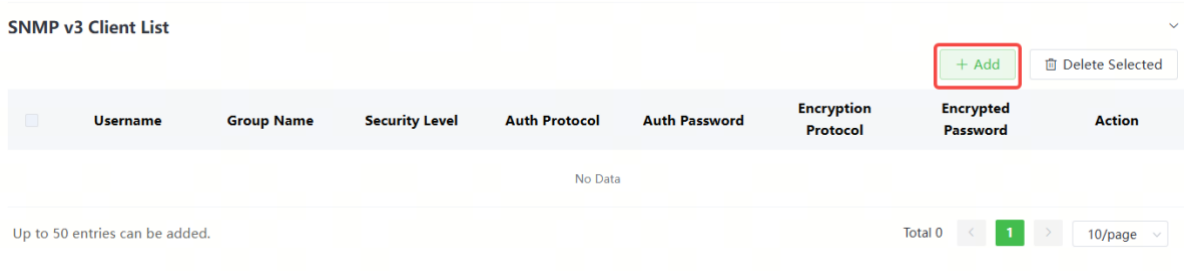 SNMP v3 Client List
+ Add
Delete Selected
Username Group Name Security Level Auth Protocol Auth Password Encryption Protocol Encrypted Password Action
No Data
Up to 50 entries can be added.
Total 0 < 1 > 10/page